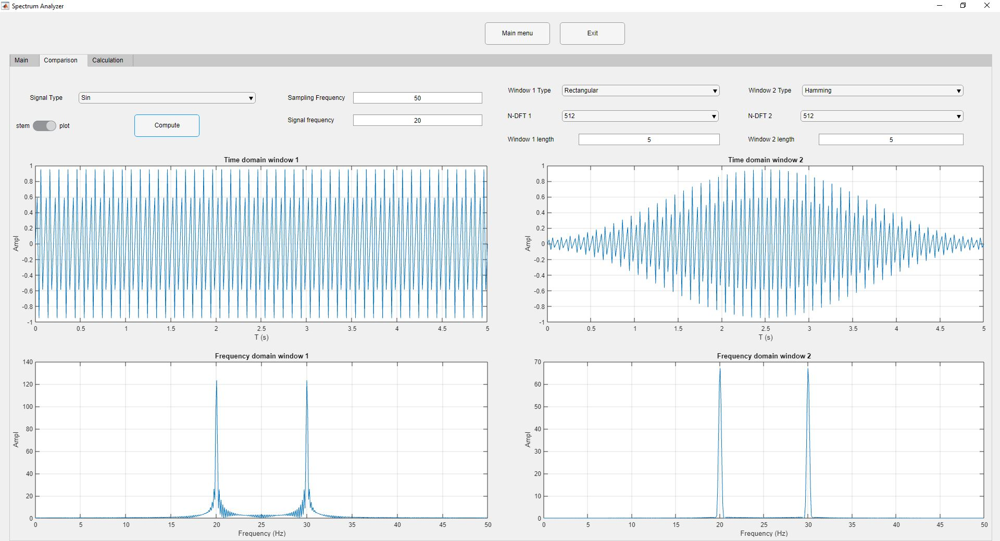 Spectrum Analyzer
Main menu
Exit
Main
Comparison
Calculation
Signal Type
Sin
stem
plot
Compute
Sampling Frequency
50
Signal frequency
20
Window 1 Type
Rectangular
N-DFT 1
512
Window 1 length
5
Window 2 Type
Hamming
N-DFT 2
512
Window 2 length
5
Time domain window 1
Ampl
1
0.8
0.6
0.4
0.2
0
-0.2
-0.4
-0.6
-0.8
-1
0 0.5 1 1.5 2 2.5 3 3.5 4 4.5 5
T (s)
Time domain window 2
Ampl
1
0.8
0.6
0.4
0.2
0
-0.2
-0.4
-0.6
-0.8
-1
0 0.5 1 1.5 2 2.5 3 3.5 4 4.5 5
T (s)
Frequency domain window 1
Ampl
140
120
100
80
60
40
20
0
0 5 10 15 20 25 30 35 40 45 50
Frequency (Hz)
Frequency domain window 2
Ampl
70
60
50
40
30
20
10
0
0 5 10 15 20 25 30 35 40 45 50
Frequency (Hz)